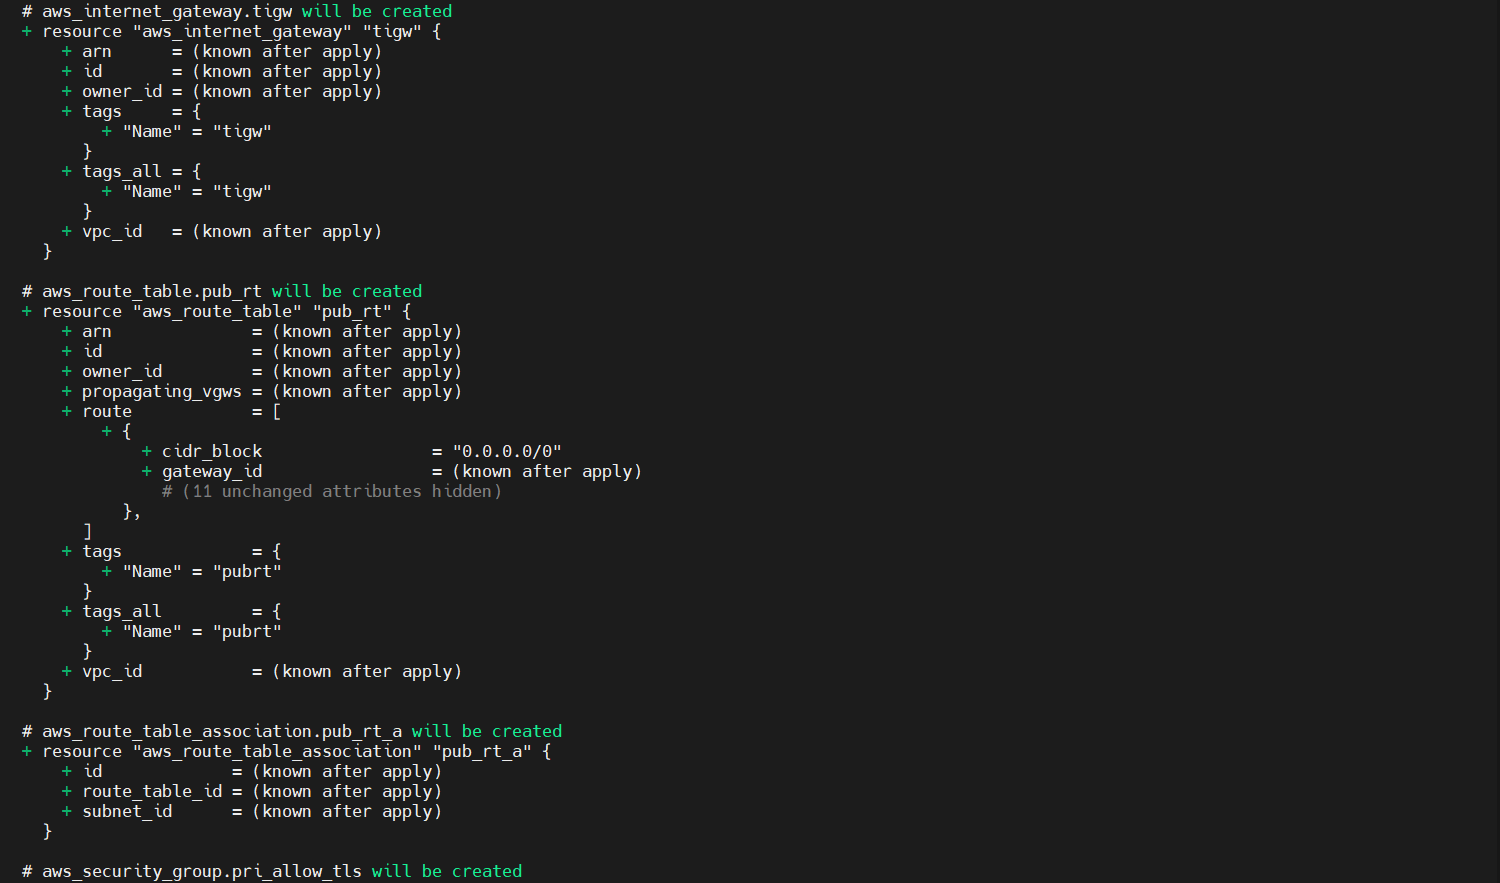 # aws_internet_gateway.tigw will be created
+ resource "aws_internet_gateway" "tigw" {
    + arn      = (known after apply)
    + id       = (known after apply)
    + owner_id = (known after apply)
    + tags     = {
        + "Name" = "tigw"
      }
    + tags_all = {
        + "Name" = "tigw"
      }
    + vpc_id   = (known after apply)
  }

# aws_route_table.pub_rt will be created
+ resource "aws_route_table" "pub_rt" {
    + arn              = (known after apply)
    + id               = (known after apply)
    + owner_id         = (known after apply)
    + propagating_vgws = (known after apply)
    + route            = [
        + {
            + cidr_block                 = "0.0.0.0/0"
            + gateway_id                 = (known after apply)
              # (11 unchanged attributes hidden)
          },
      ]
    + tags             = {
        + "Name" = "pubrt"
      }
    + tags_all         = {
        + "Name" = "pubrt"
      }
    + vpc_id           = (known after apply)
  }

# aws_route_table_association.pub_rt_a will be created
+ resource "aws_route_table_association" "pub_rt_a" {
    + id             = (known after apply)
    + route_table_id = (known after apply)
    + subnet_id      = (known after apply)
  }

# aws_security_group.pri_allow_tls will be created